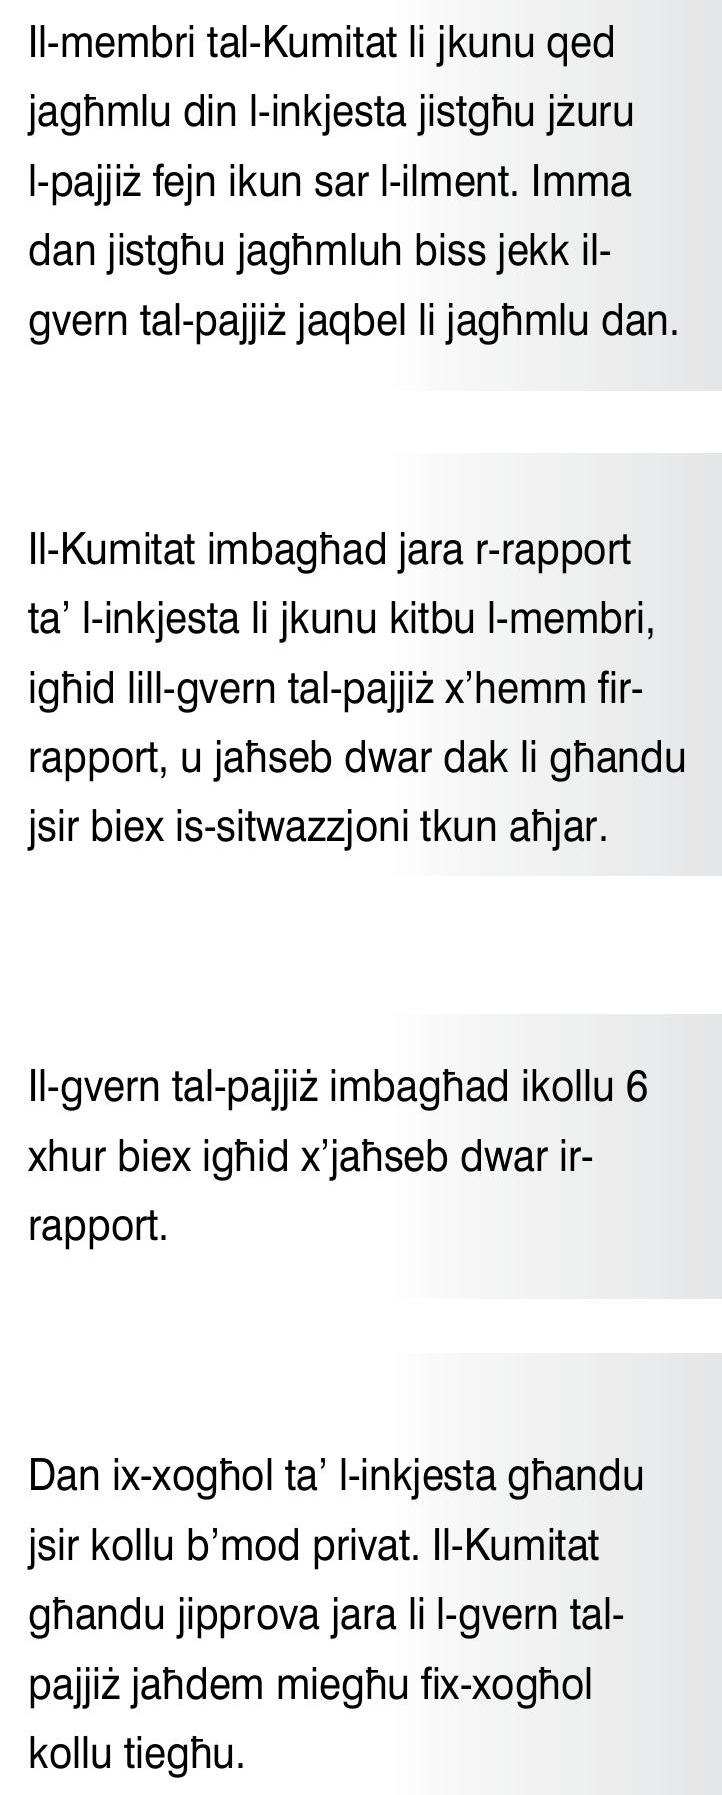 Il-membri tal-Kumitat li jkunu qed
jagħmlu din l-inkjesta jistgħu jżuru
l-pajjiż fejn ikun sar l-ilment. Imma
dan jistgħu jagħmluh biss jekk il-
gvern tal-pajjiż jaqbel li jagħmlu dan.
Il-Kumitat imbagħad jara r-rapport
ta’ l-inkjesta li jkunu kitbu l-membri,
igħid lill-gvern tal-pajjiż x’hemm fir-
rapport, u jaħseb dwar dak li għandu
jsir biex is-sitwazzjoni tkun aħjar.
Il-gvern tal-pajjiż imbagħad ikollu 6
xhur biex igħid x’jaħseb dwar ir-
rapport.
Dan ix-xogħol ta’ l-inkjesta għandu
jsir kollu b’mod privat. Il-Kumitat
għandu jipprova jara li l-gvern tal-
pajjiż jaħdem miegħu fix-xogħol
kollu tiegħu.